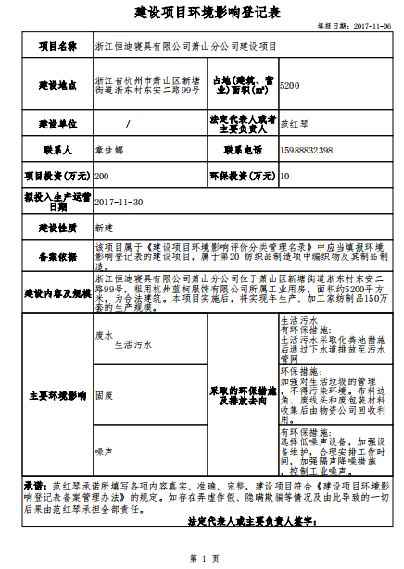 建设项目环境影响登记表
填报日期：2017-11-06
项目名称 浙江恒迪寝具有限公司萧山分公司建设项目
建设地点 浙江省杭州市萧山区新塘街道浙东村东安二路99号 占地(建筑、营业)面积(㎡) 5200
建设单位 / 法定代表人或者主要负责人 范红琴
联系人 章佳娜 联系电话 15988832398
项目投资(万元) 200 环保投资(万元) 10
拟投入生产运营日期 2017-11-30
建设性质 新建
备案依据
该项目属于《建设项目环境影响评价分类管理名录》中应当填报环境
影响登记表的建设项目，属于第20 纺织品制造项中编织物及其制品制
造。
建设内容及规模
浙江恒迪寝具有限公司萧山分公司位于萧山区新塘街道浙东村东安二
路99号，租用杭州蓝柯服饰有限公司所属工业用房，面积约5200平方
米，为合法建筑。本项目实施后，将实现年生产、加工家纺制品150万
套的生产规模。
主要环境影响
废水
生活污水
采取的环保措施及排放去向
生活污水
有环保措施：
生活污水采取化粪池措施
后通过下水道排放至污水
管网
固废
环保措施：
加强对生活垃圾的管理
，不得污染环境。布料边
角、废线头和废包装材料
收集后由物资公司回收利
用。
噪声
有环保措施：
选择低噪声设备，加强设
备维护，合理安排工作时
间，加强隔声降噪措施
，控制工业噪声。
承诺：范红琴承诺所填写各项内容真实、准确、完整，建设项目符合《建设项目环境影
响登记表备案管理办法》的规定。如存在弄虚作假、隐瞒欺骗等情况及由此导致的一切
后果由范红琴承担全部责任。
法定代表人或主要负责人签字：
第 1 页